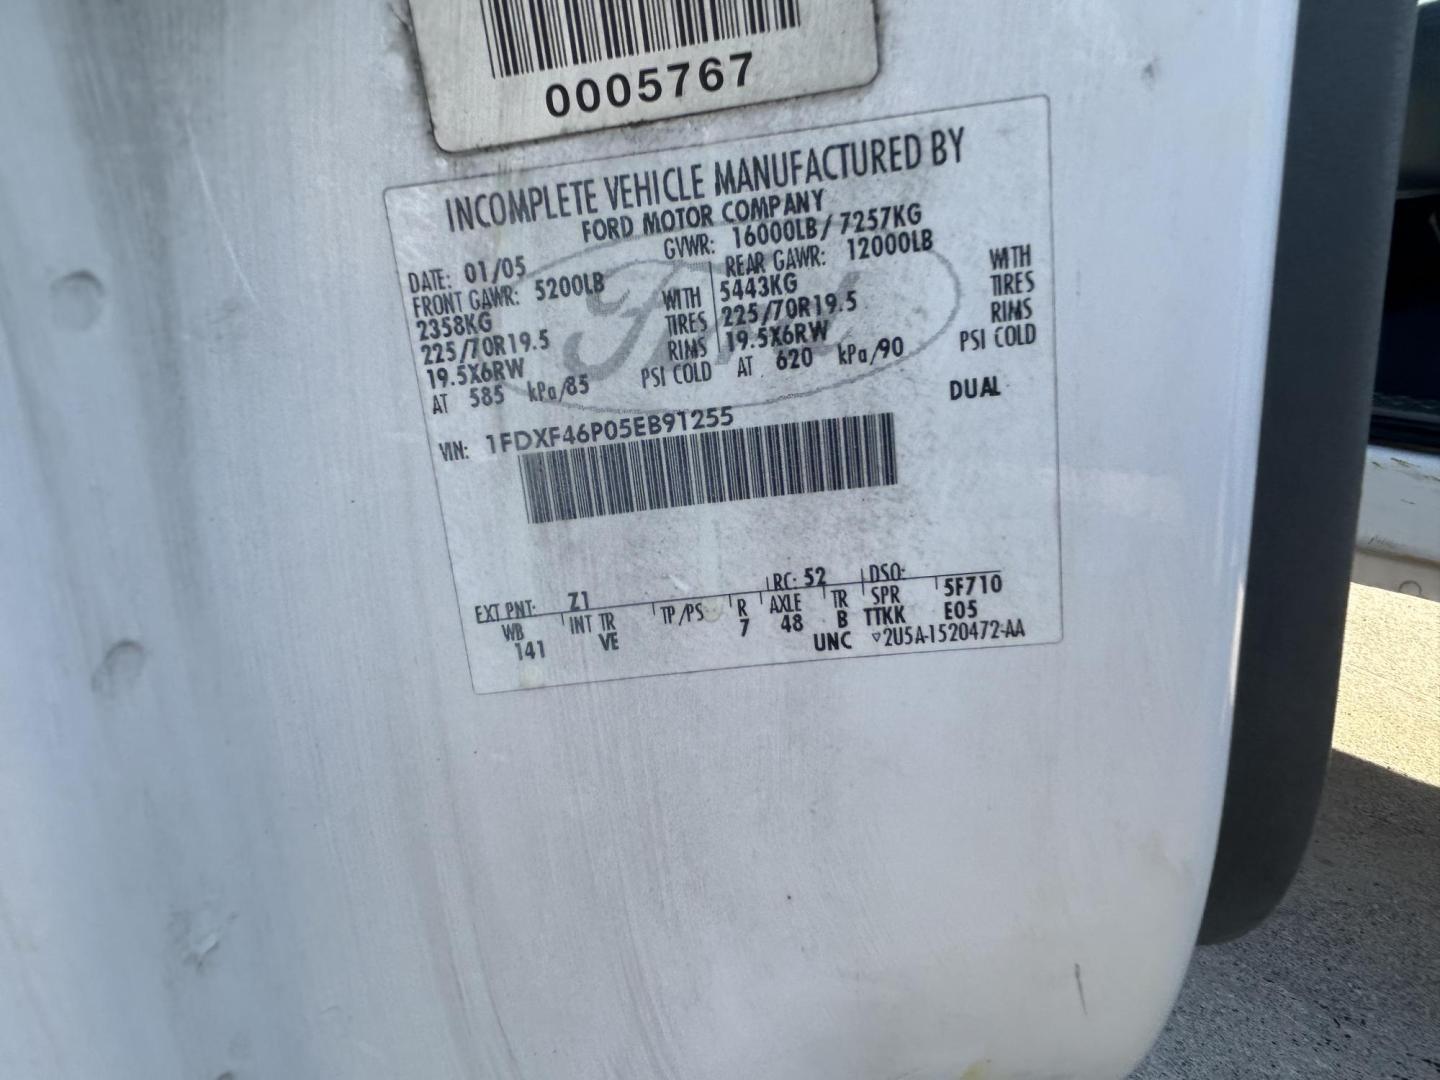 0005767
INCOMPLETE VEHICLE MANUFACTURED BY
FORD MOTOR COMPANY
DATE: 01/05 GVWR: 16000LB / 7257KG
FRONT GAWR: 5200LB REAR GAWR: 12000LB
2358KG WITH 5443KG WITH
225/70R19.5 TIRES 225/70R19.5 TIRES
19.5X6RW RIMS 19.5X6RW RIMS
AT 585 kPa/85 PSI COLD AT 620 kPa/90 PSI COLD
DUAL
VIN: 1FDXF46P05EB91255
Ford
EXT PNT: Z1 RC: 52 DSO:
WB INT TR TP/PS R AXLE TR SPR 5F710
141 VE 7 48 B TTKK E05
UNC ▽2U5A-1520472-AA